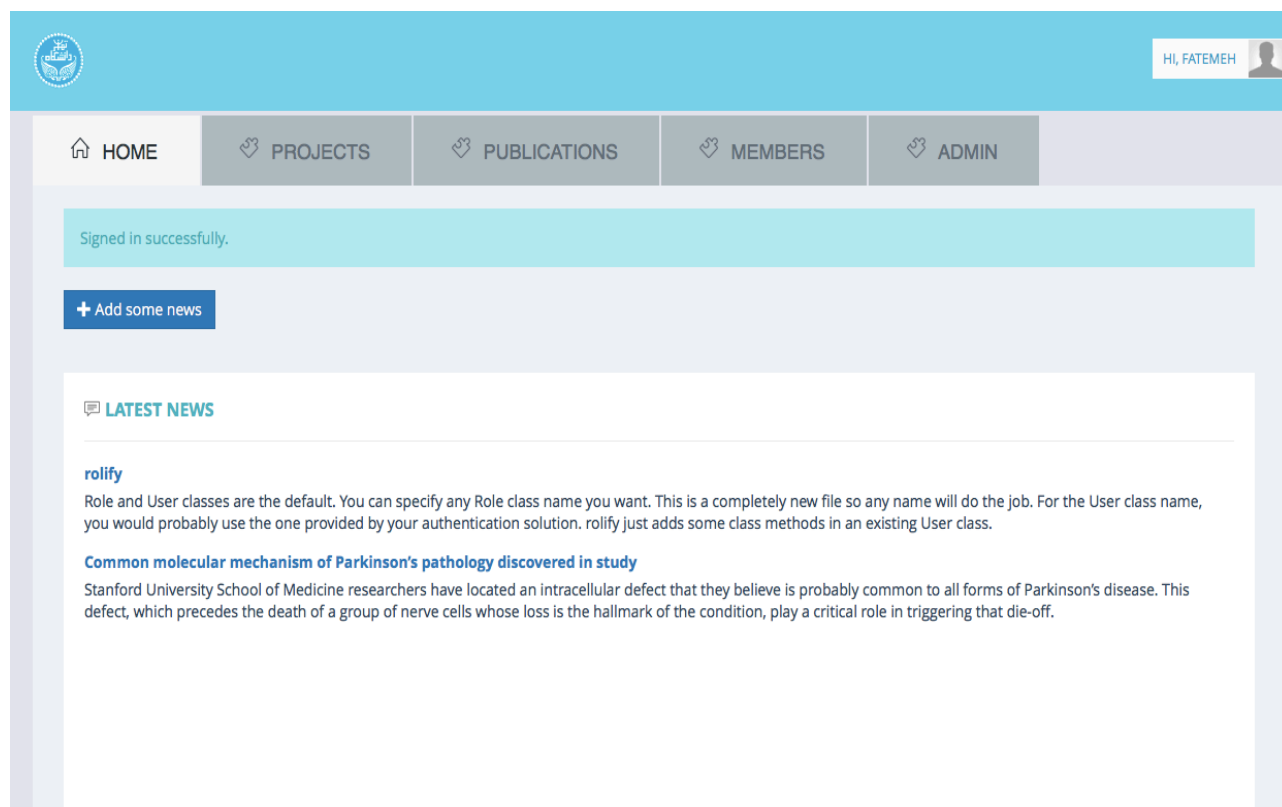 دانشگاه
HI, FATEMEH
HOME PROJECTS PUBLICATIONS MEMBERS ADMIN
Signed in successfully.
Add some news
LATEST NEWS
rolify
Role and User classes are the default. You can specify any Role class name you want. This is a completely new file so any name will do the job. For the User class name,
you would probably use the one provided by your authentication solution. rolify just adds some class methods in an existing User class.
Common molecular mechanism of Parkinson’s pathology discovered in study
Stanford University School of Medicine researchers have located an intracellular defect that they believe is probably common to all forms of Parkinson’s disease. This
defect, which precedes the death of a group of nerve cells whose loss is the hallmark of the condition, play a critical role in triggering that die-off.